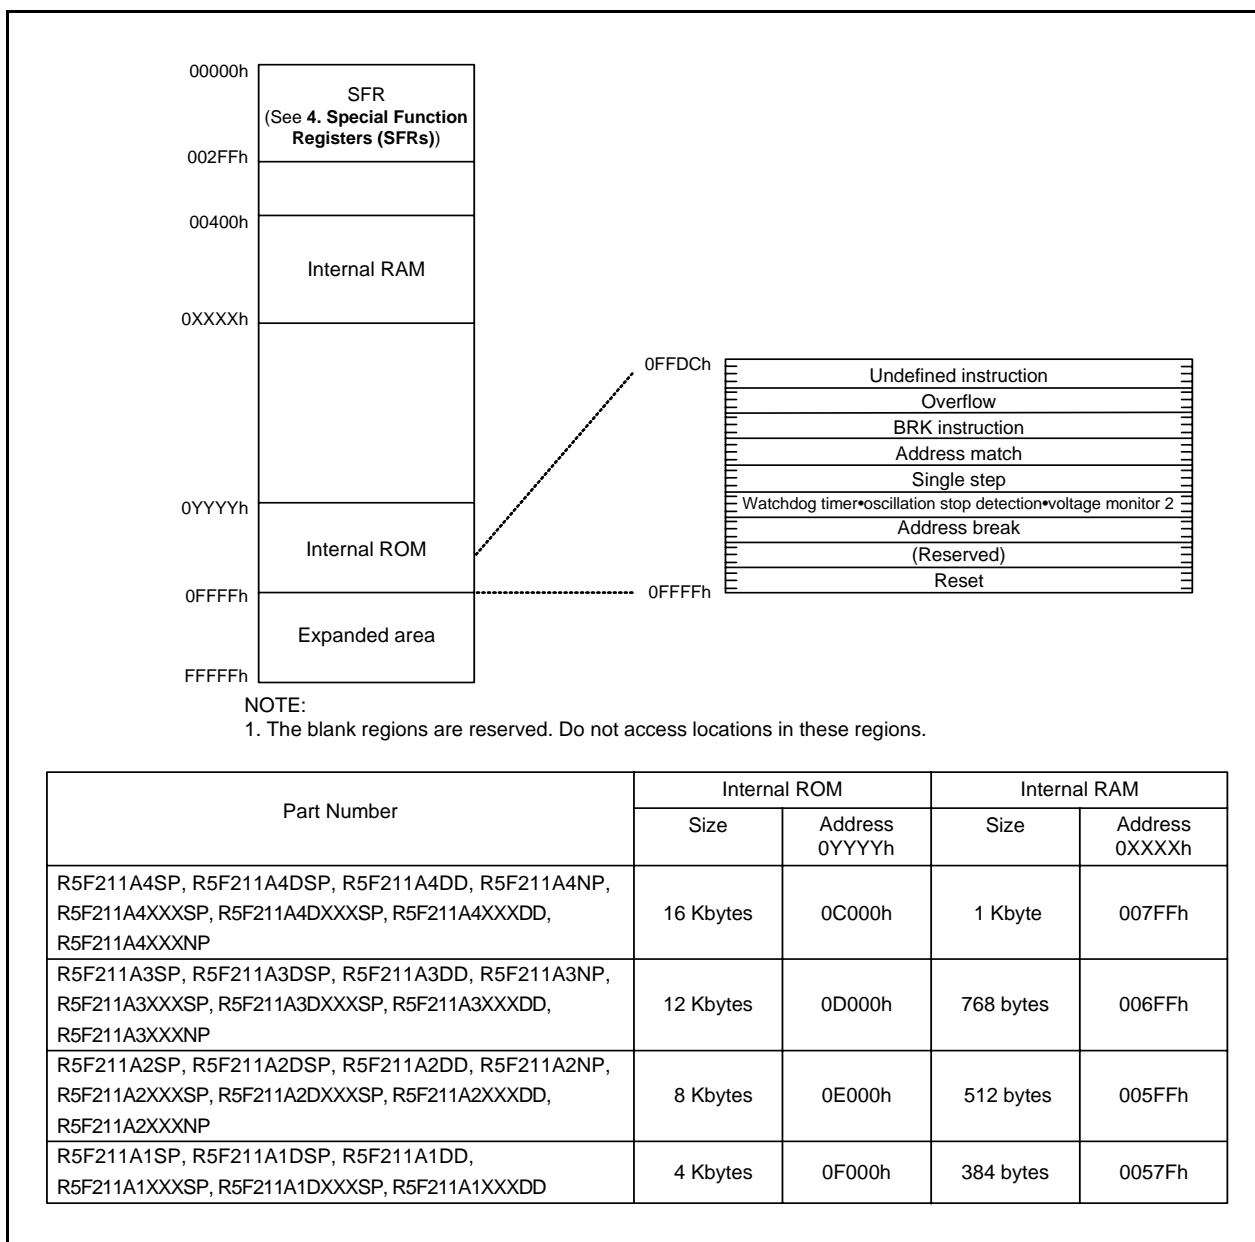 00000h
SFR
(See 4. Special Function
Registers (SFRs))
002FFh
00400h
Internal RAM
0XXXXh
0YYYYh
Internal ROM
0FFFFh
Expanded area
FFFFFh
0FFDCh
Undefined instruction
Overflow
BRK instruction
Address match
Single step
Watchdog timer•oscillation stop detection•voltage monitor 2
Address break
(Reserved)
0FFFFh
Reset
NOTE:
1. The blank regions are reserved. Do not access locations in these regions.
Part Number
Internal ROM
Internal RAM
Size
Address
0YYYYh
Size
Address
0XXXXh
R5F211A4SP, R5F211A4DSP, R5F211A4DD, R5F211A4NP,
R5F211A4XXXSP, R5F211A4DXXXSP, R5F211A4XXXDD,
R5F211A4XXXNP
16 Kbytes
0C000h
1 Kbyte
007FFh
R5F211A3SP, R5F211A3DSP, R5F211A3DD, R5F211A3NP,
R5F211A3XXXSP, R5F211A3DXXXSP, R5F211A3XXXDD,
R5F211A3XXXNP
12 Kbytes
0D000h
768 bytes
006FFh
R5F211A2SP, R5F211A2DSP, R5F211A2DD, R5F211A2NP,
R5F211A2XXXSP, R5F211A2DXXXSP, R5F211A2XXXDD,
R5F211A2XXXNP
8 Kbytes
0E000h
512 bytes
005FFh
R5F211A1SP, R5F211A1DSP, R5F211A1DD,
R5F211A1XXXSP, R5F211A1DXXXSP, R5F211A1XXXDD
4 Kbytes
0F000h
384 bytes
0057Fh